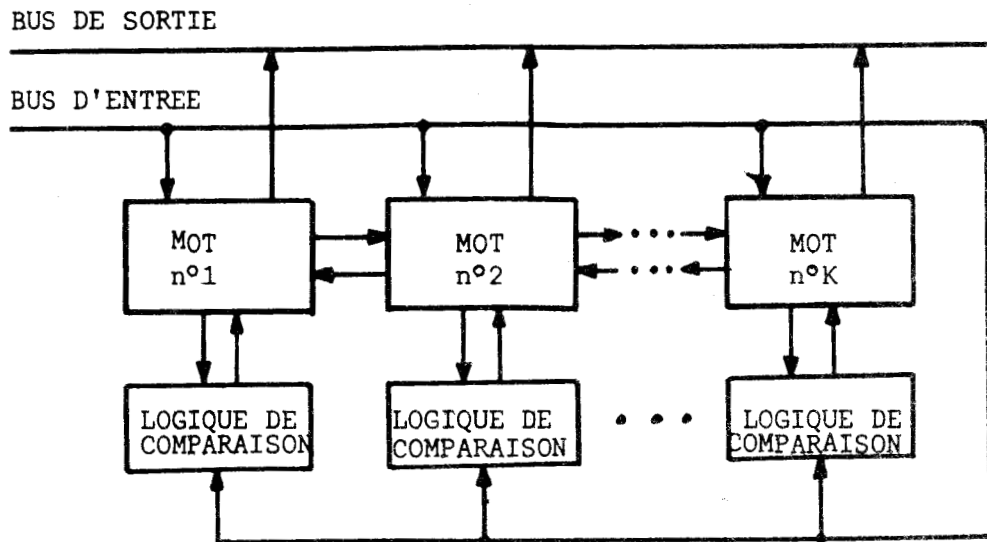 BUS DE SORTIE
BUS D'ENTREE
MOT
n°1
MOT
n°2
MOT
n°K
LOGIQUE DE
COMPARAISON
LOGIQUE DE
COMPARAISON
LOGIQUE DE
COMPARAISON